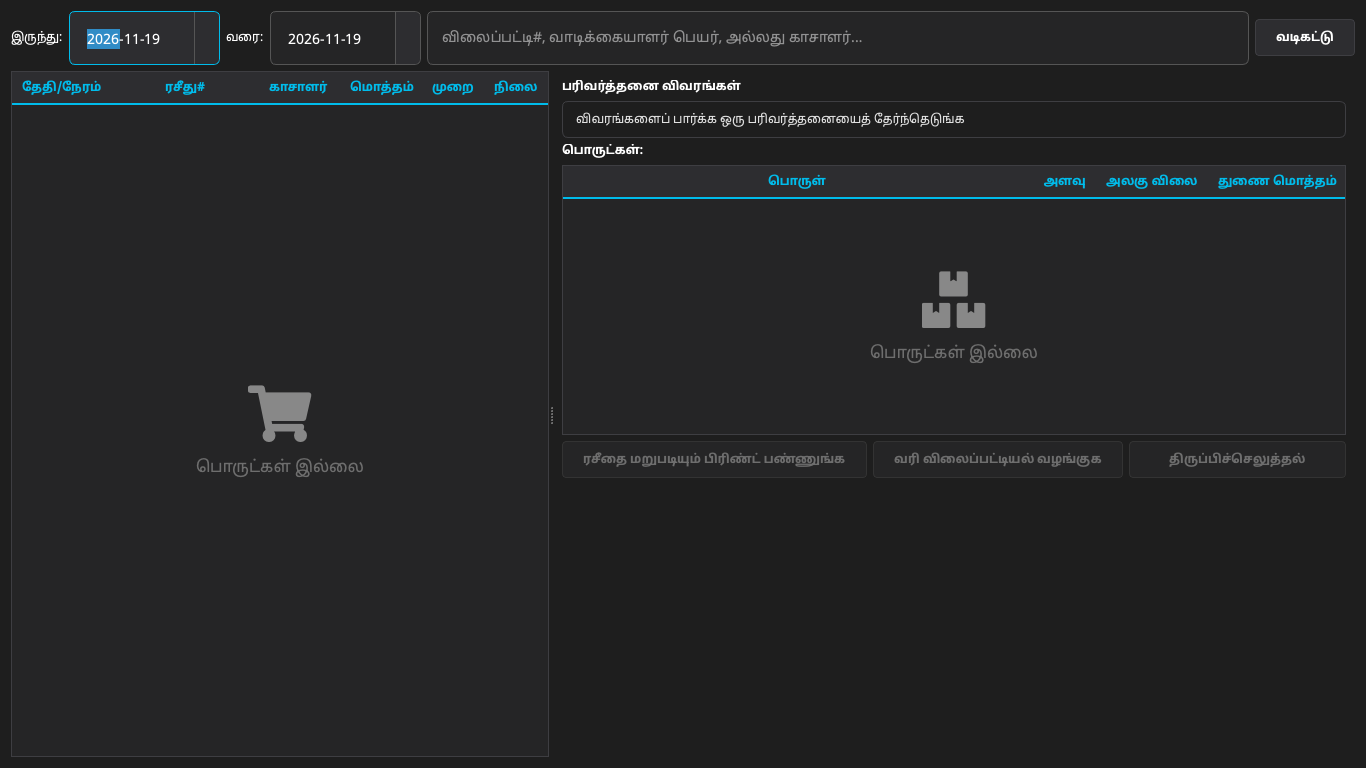 இருந்து: 2026-11-19 வரை: 2026-11-19 விலைப்பட்டி#, வாடிக்கையாளர் பெயர், அல்லது காசாளர்... வடிகட்டு
தேதி/நேரம் ரசீது# காசாளர் மொத்தம் முறை நிலை
பொருட்கள் இல்லை
பரிவர்த்தனை விவரங்கள்
விவரங்களைப் பார்க்க ஒரு பரிவர்த்தனையைத் தேர்ந்தெடுங்க
பொருட்கள்:
பொருள் அளவு அலகு விலை துணை மொத்தம்
பொருட்கள் இல்லை
ரசீதை மறுபடியும் பிரிண்ட் பண்ணுங்க வரி விலைப்பட்டியல் வழங்குக திருப்பிச்செலுத்தல்